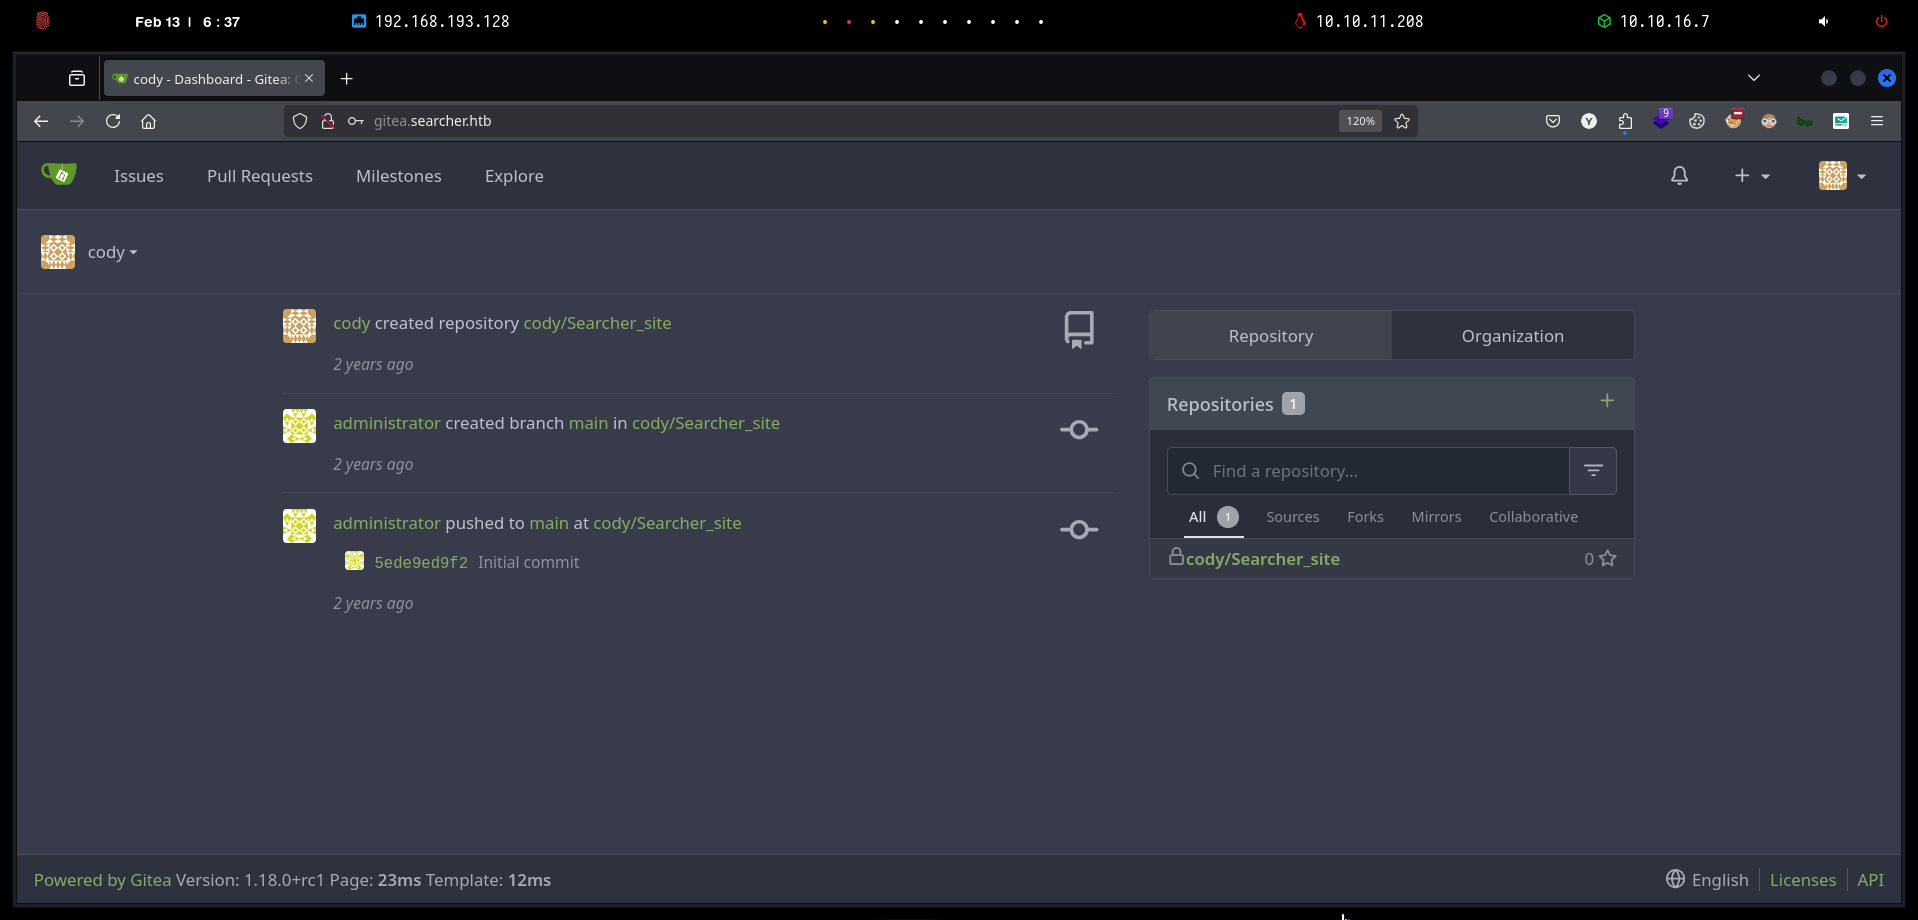 Feb 13 | 6 : 37 192.168.193.128 10.10.11.208 10.10.16.7
cody - Dashboard - Gitea:
gitea.searcher.htb 120% Y 9 bw
Issues Pull Requests Milestones Explore
cody
cody created repository cody/Searcher_site
2 years ago
administrator created branch main in cody/Searcher_site
2 years ago
administrator pushed to main at cody/Searcher_site
5ede9ed9f2 Initial commit
2 years ago
Repository Organization
Repositories 1
Find a repository...
All 1 Sources Forks Mirrors Collaborative
cody/Searcher_site 0
Powered by Gitea Version: 1.18.0+rc1 Page: 23ms Template: 12ms English Licenses API